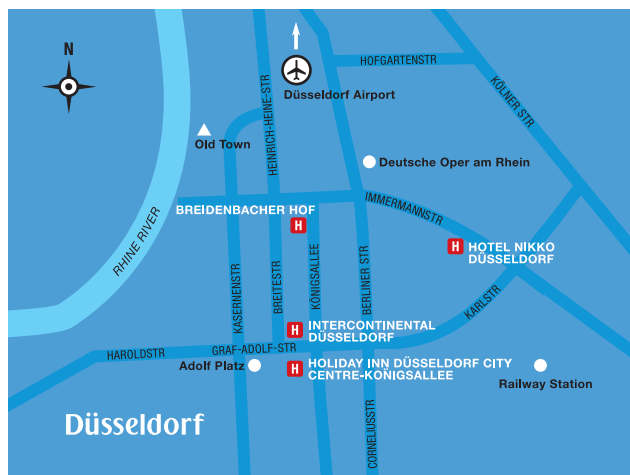 N
HOFGARTENSTR
KÖLNER STR
Düsseldorf Airport
HEINRICH-HEINE-STR
Old Town
Deutsche Oper am Rhein
IMMERMANNSTR
BREIDENBACHER HOF
H
RHINE RIVER
H
HOTEL NIKKO
DÜSSELDORF
KASERNENSTR
BREITESTR
KÖNIGSALLEE
BERLINER STR
KARLSTR
H
INTERCONTINENTAL
DÜSSELDORF
HAROLDSTR
GRAF-ADOLF-STR
Adolf Platz
H
HOLIDAY INN DÜSSELDORF CITY
CENTRE-KÖNIGSALLEE
Railway Station
Düsseldorf
CORNELIUSSTR